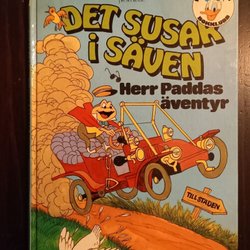 DET SUSAR
I SÄVEN
Herr Paddas
äventyr
TILL STADEN